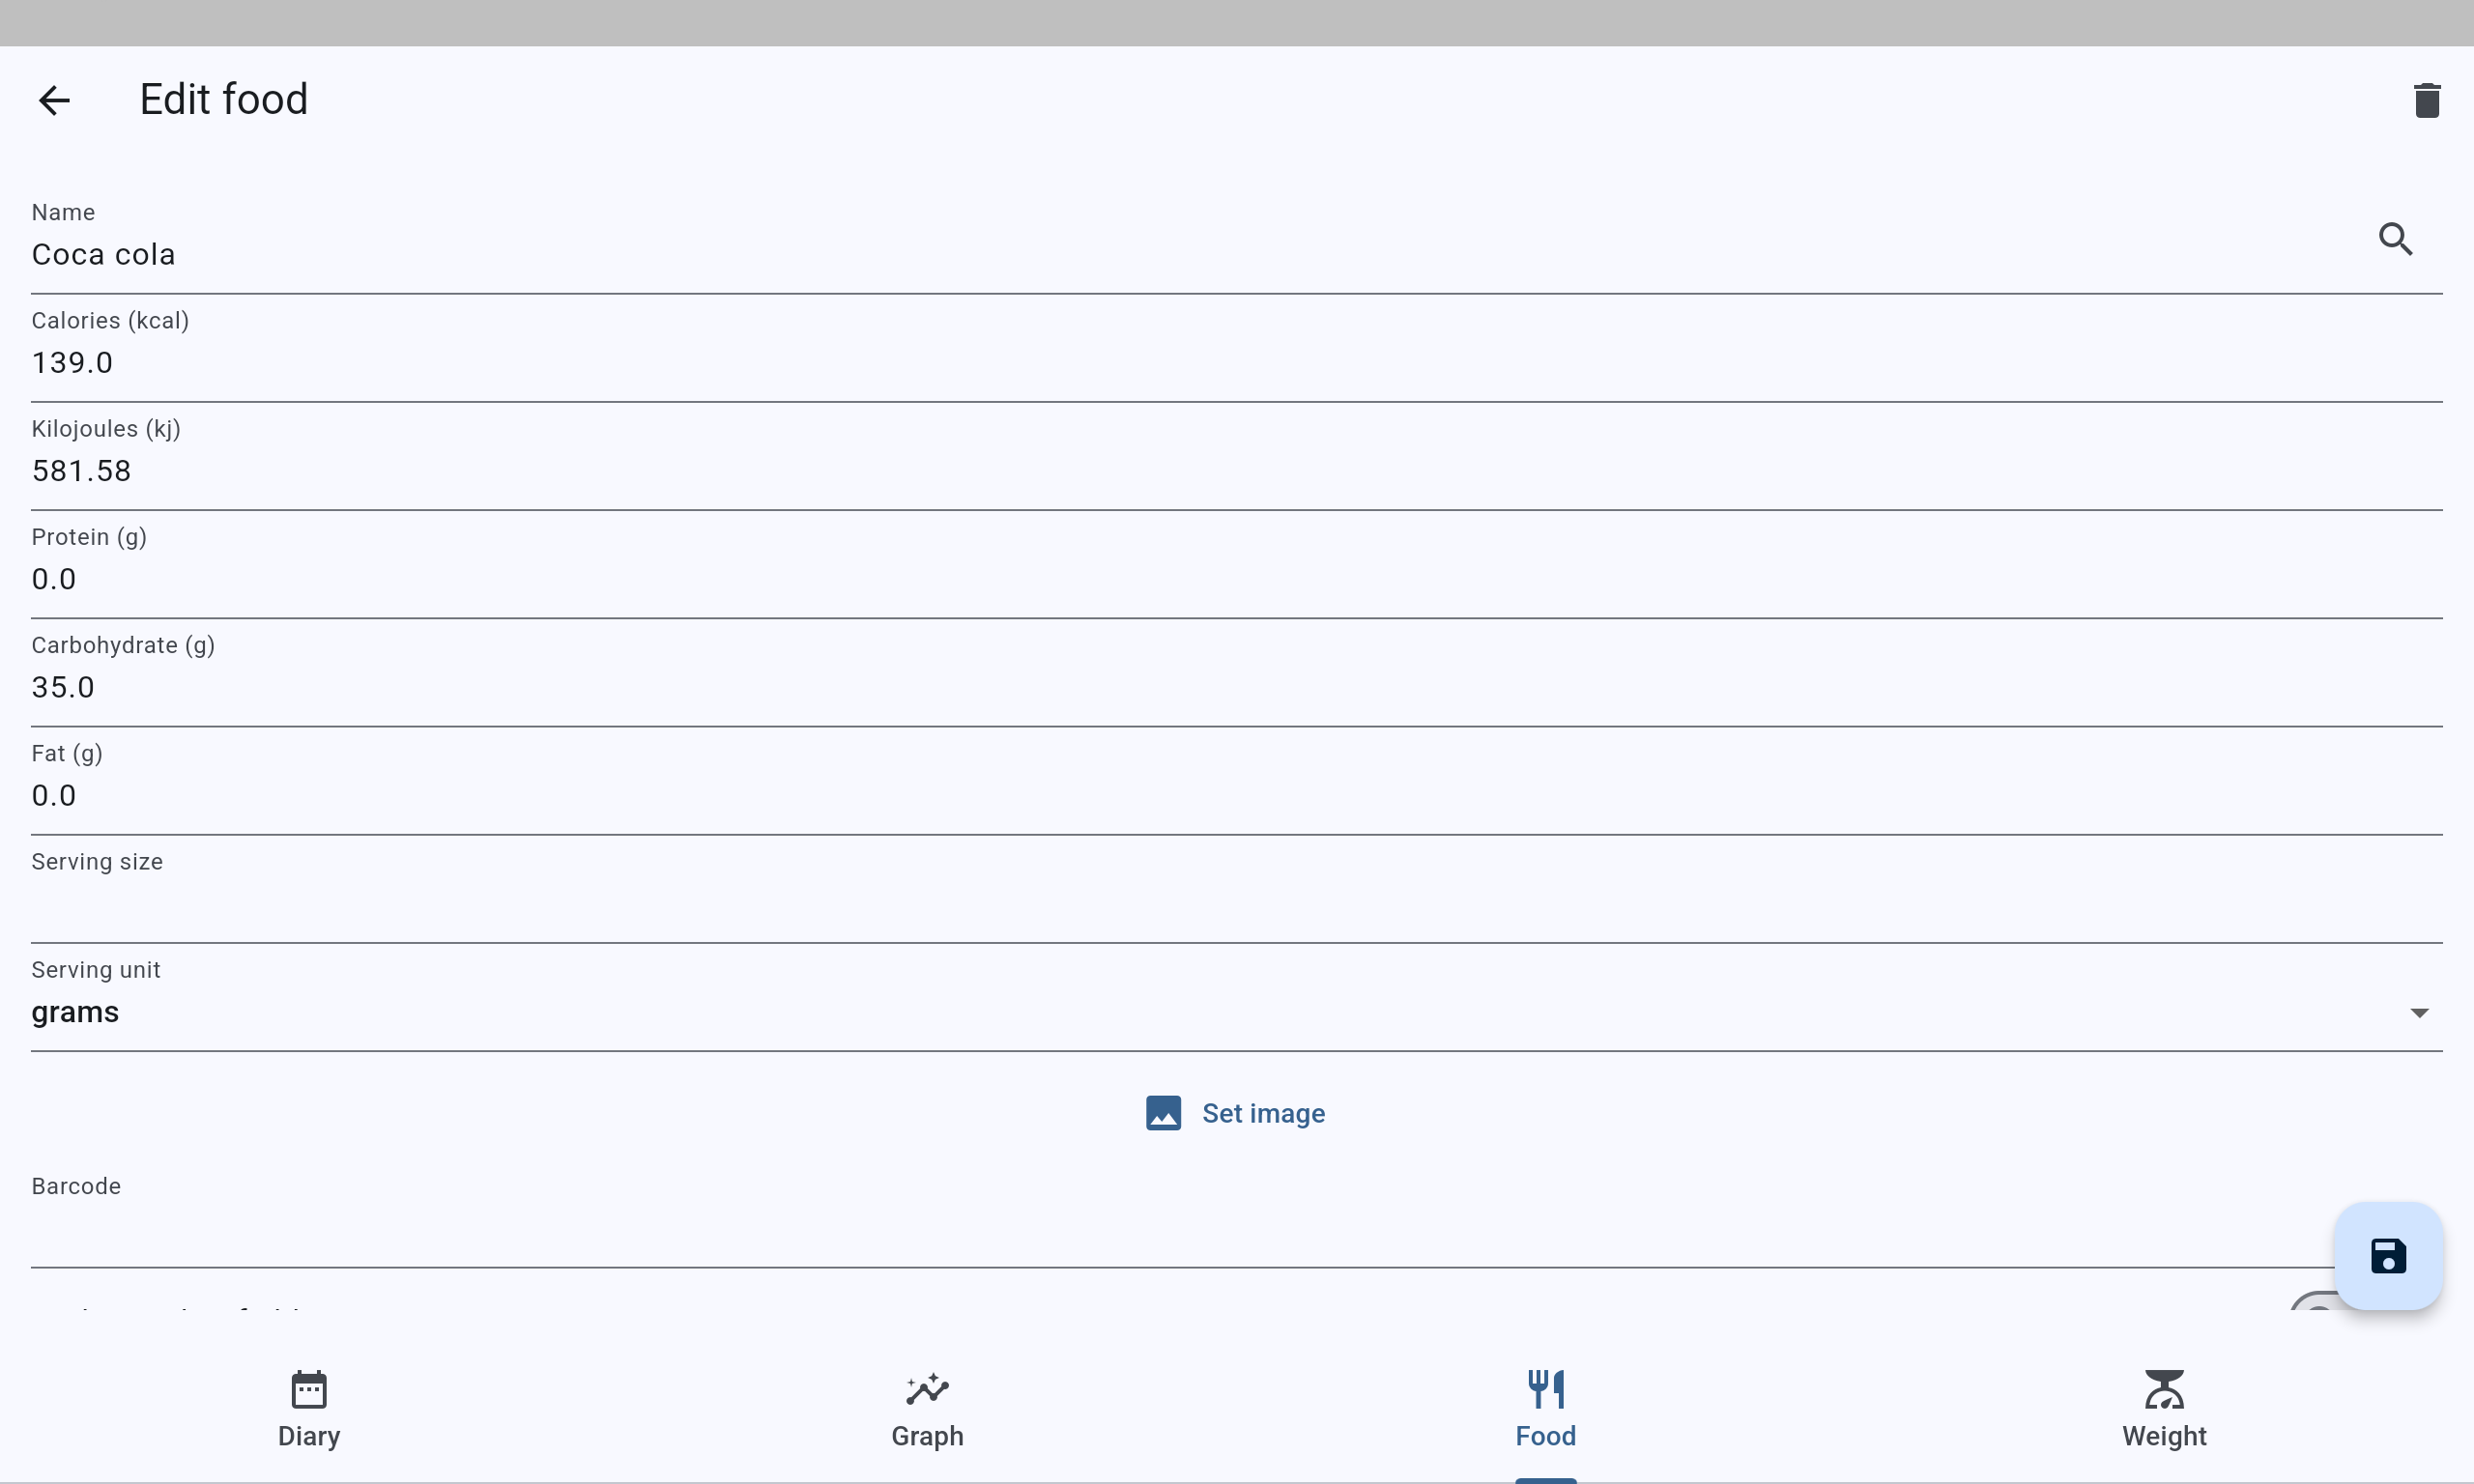 Edit food
Name
Coca cola
Calories (kcal)
139.0
Kilojoules (kj)
581.58
Protein (g)
0.0
Carbohydrate (g)
35.0
Fat (g)
0.0
Serving size
Serving unit
grams
Set image
Barcode
Diary
Graph
Food
Weight